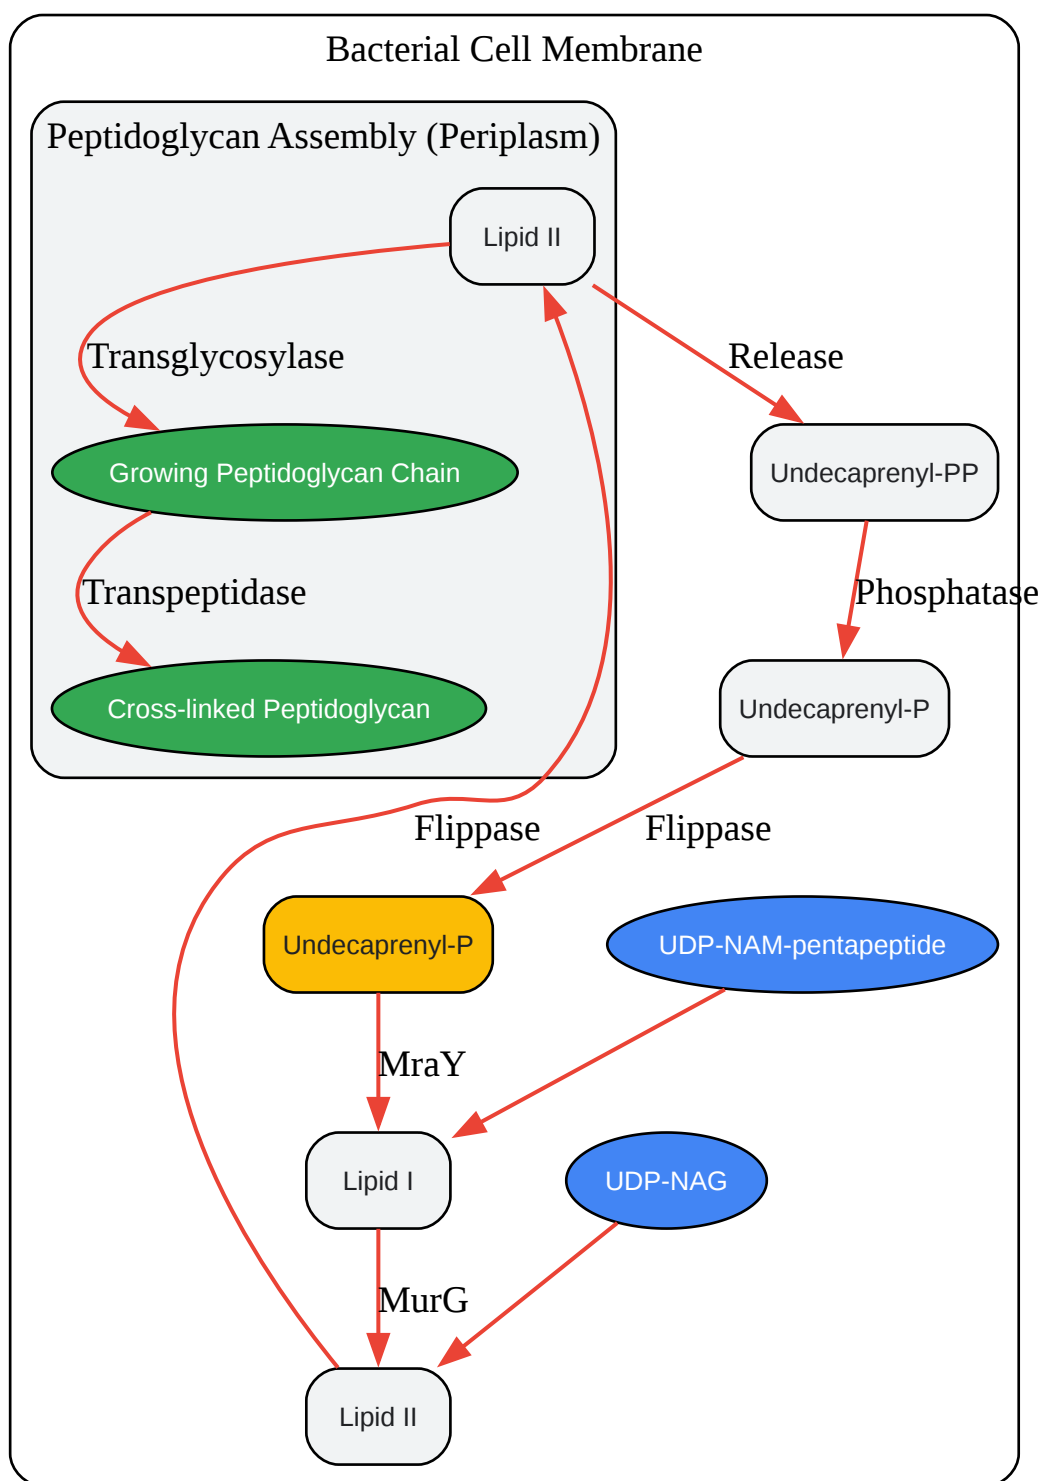 Bacterial Cell Membrane
Peptidoglycan Assembly (Periplasm)
Lipid II
Transglycosylase
Release
Growing Peptidoglycan Chain
Undecaprenyl-PP
Transpeptidase
Phosphatase
Cross-linked Peptidoglycan
Undecaprenyl-P
Flippase
Flippase
Undecaprenyl-P
UDP-NAM-pentapeptide
MraY
Lipid I
UDP-NAG
MurG
Lipid II